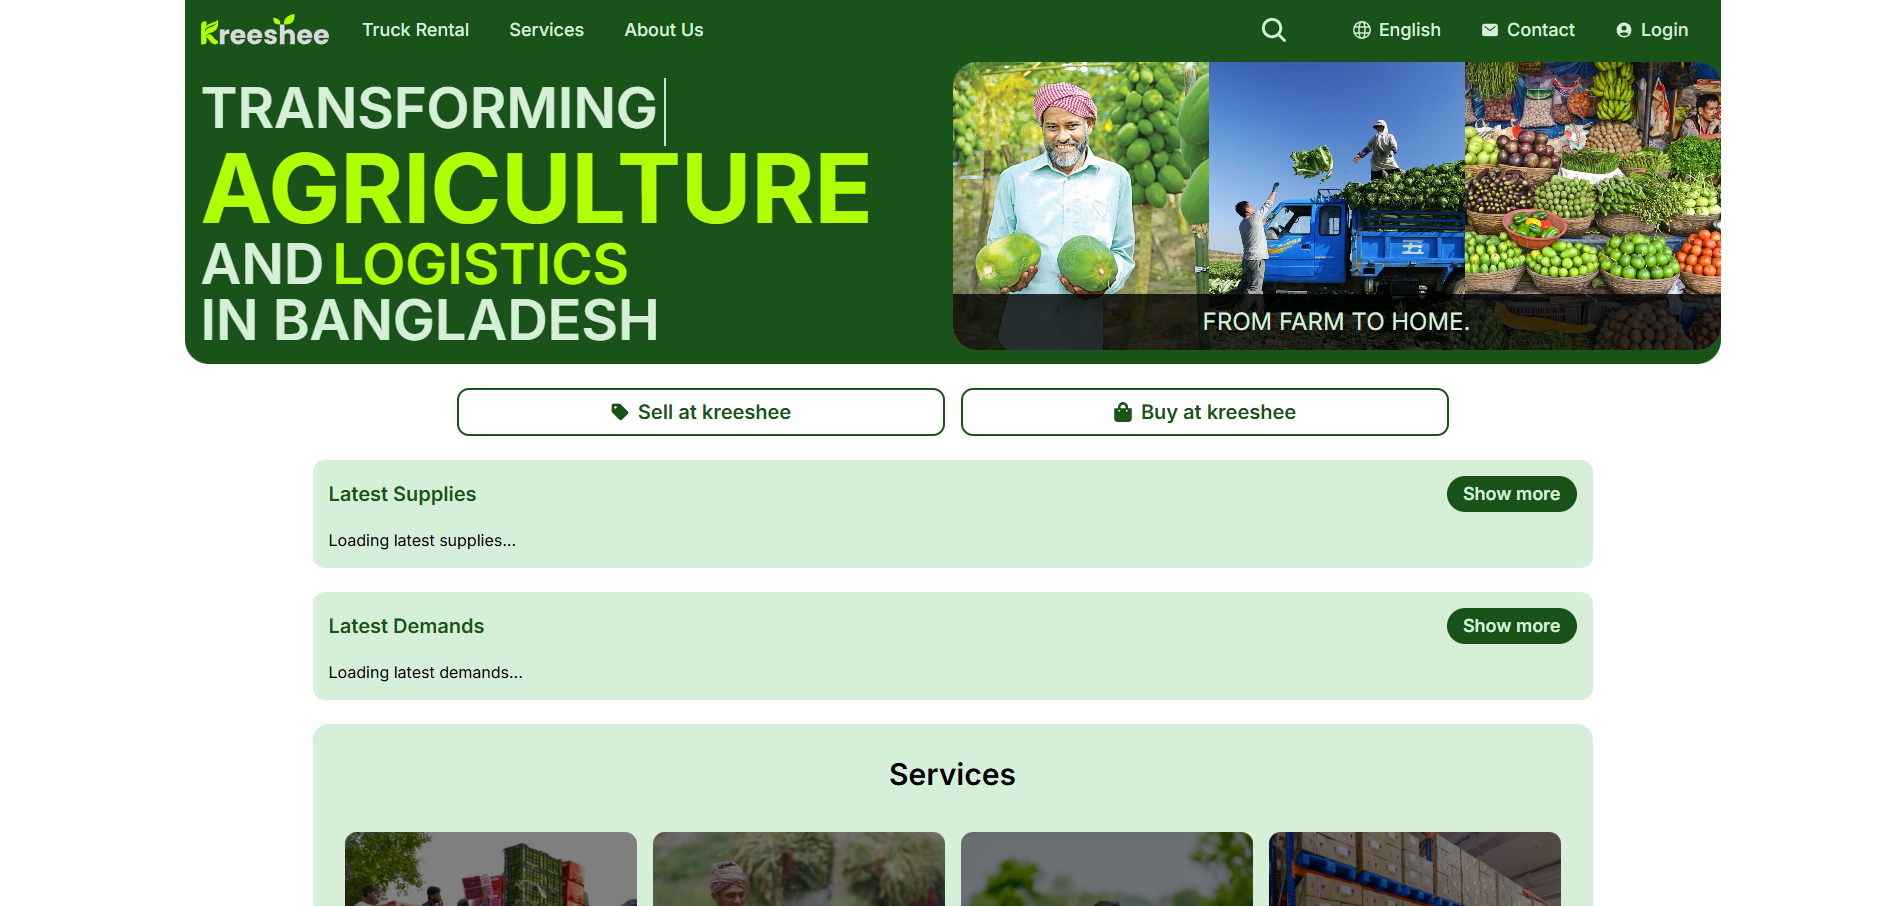 Kreeshee
Truck Rental
Services
About Us
English
Contact
Login
TRANSFORMING
AGRICULTURE
AND LOGISTICS
IN BANGLADESH
FROM FARM TO HOME.
Sell at kreeshee
Buy at kreeshee
Latest Supplies
Show more
Loading latest supplies...
Latest Demands
Show more
Loading latest demands...
Services